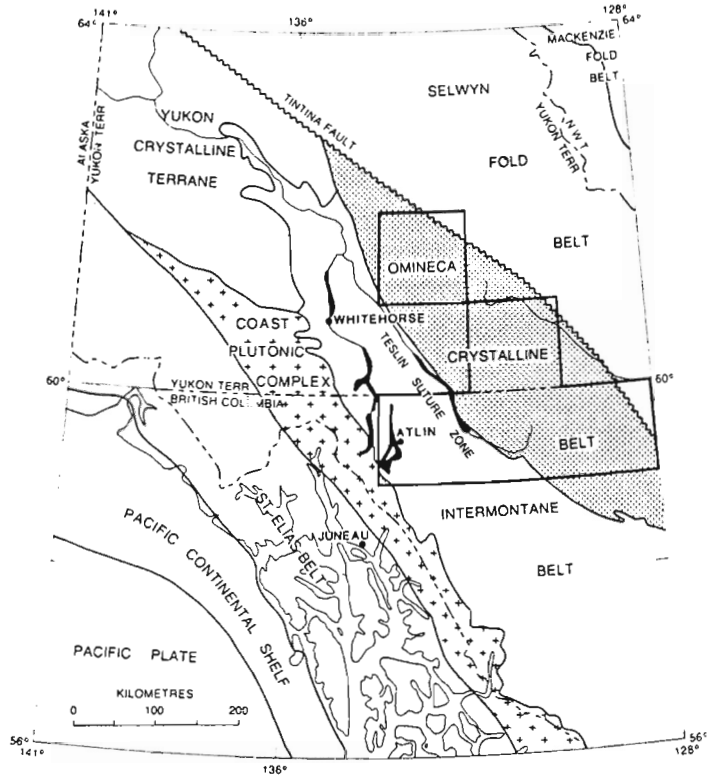 141°
136°
128°
64°
64°
MACKENZIE
FOLD
BELT
SELWYN
TINTINA FAULT
NWT
YUKON TERR
YUKON
CRYSTALLINE
TERRANE
ALASKA
YUKON TERR
FOLD
BELT
OMINECA
WHITEHORSE
COAST
PLUTONIC
COMPLEX
TESLIN SUTURE ZONE
CRYSTALLINE
60°
YUKON TERR
BRITISH COLUMBIA
60°
ATLIN
BELT
INTERMONTANE
ST. ELIAS BELT
JUNEAU
PACIFIC CONTINENTAL SHELF
BELT
PACIFIC PLATE
KILOMETRES
0 100 200
56°
141°
136°
56°
128°